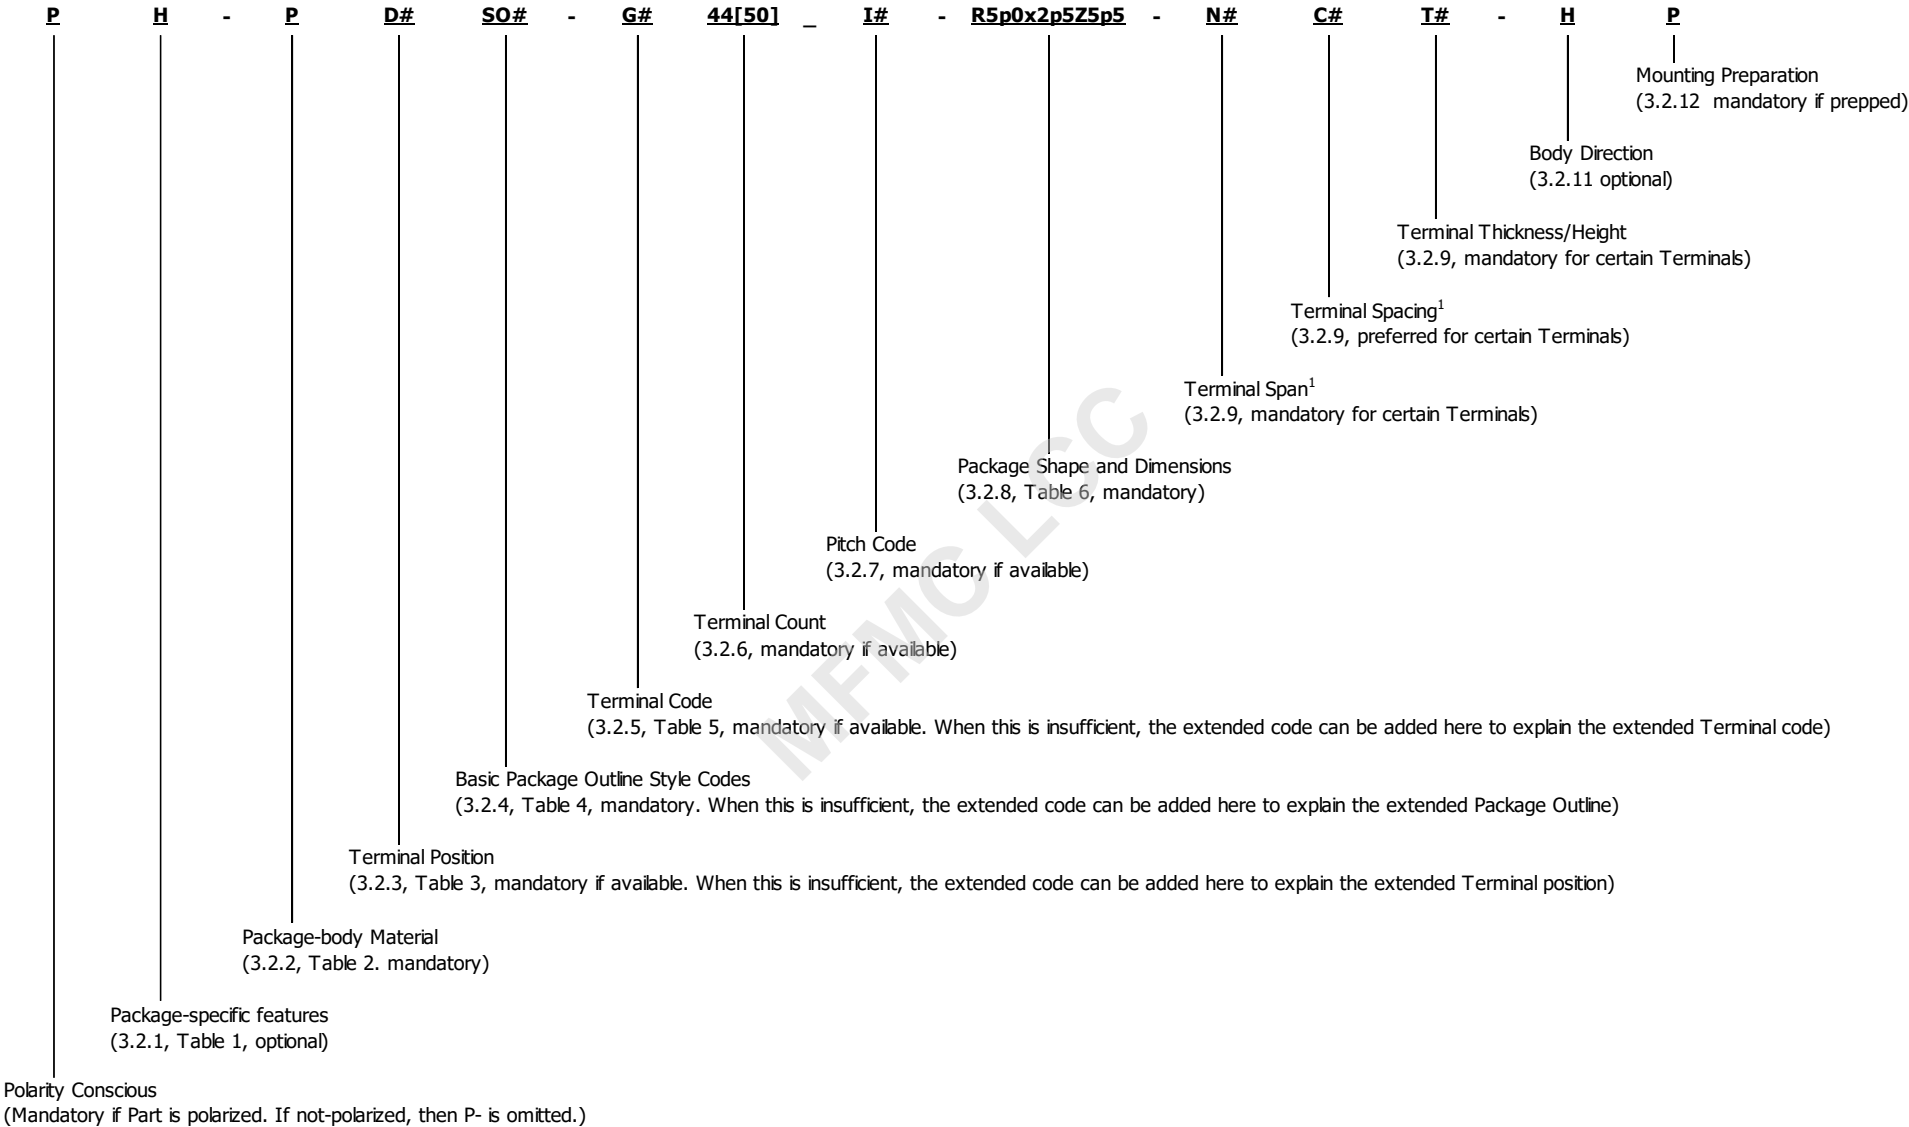 P H - P D# SO# - G# 44[50] _ I# - R5p0x2p5Z5p5 - N# C# T# - H P
Mounting Preparation
(3.2.12 mandatory if prepped)
Body Direction
(3.2.11 optional)
Terminal Thickness/Height
(3.2.9, mandatory for certain Terminals)
Terminal Spacing1
(3.2.9, preferred for certain Terminals)
Terminal Span1
(3.2.9, mandatory for certain Terminals)
Package Shape and Dimensions
(3.2.8, Table 6, mandatory)
Pitch Code
(3.2.7, mandatory if available)
Terminal Count
(3.2.6, mandatory if available)
Terminal Code
(3.2.5, Table 5, mandatory if available. When this is insufficient, the extended code can be added here to explain the extended Terminal code)
Basic Package Outline Style Codes
(3.2.4, Table 4, mandatory. When this is insufficient, the extended code can be added here to explain the extended Package Outline)
Terminal Position
(3.2.3, Table 3, mandatory if available. When this is insufficient, the extended code can be added here to explain the extended Terminal position)
Package-body Material
(3.2.2, Table 2. mandatory)
Package-specific features
(3.2.1, Table 1, optional)
Polarity Conscious
(Mandatory if Part is polarized. If not-polarized, then P- is omitted.)
MFMC LCC